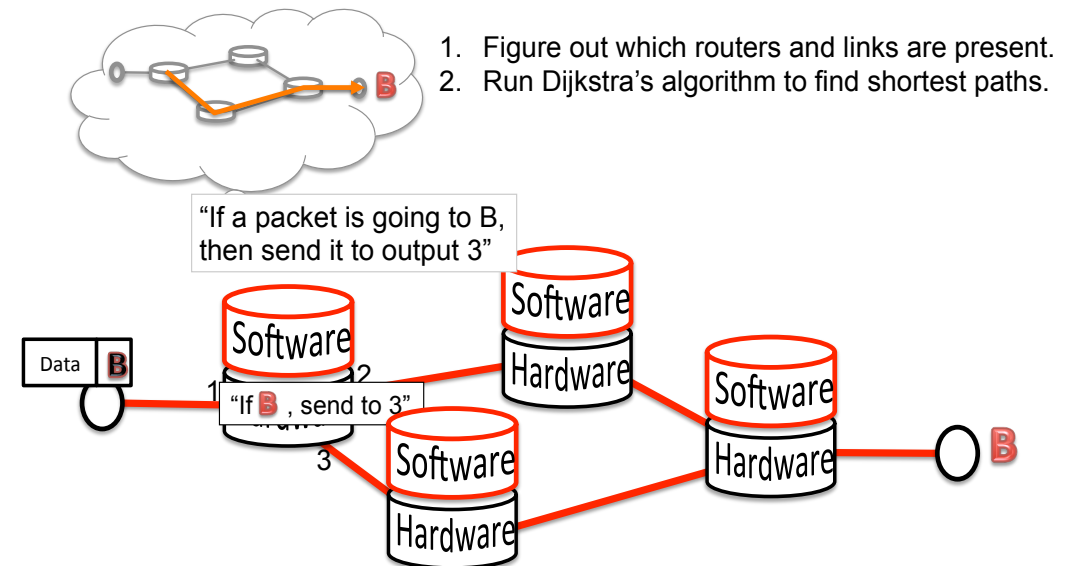 1. Figure out which routers and links are present.
2. Run Dijkstra’s algorithm to find shortest paths.
B
“If a packet is going to B,
then send it to output 3”
Software
Hardware
Software
Data B
1
2
“If B , send to 3”
3
Software
Hardware
Software
Hardware
B